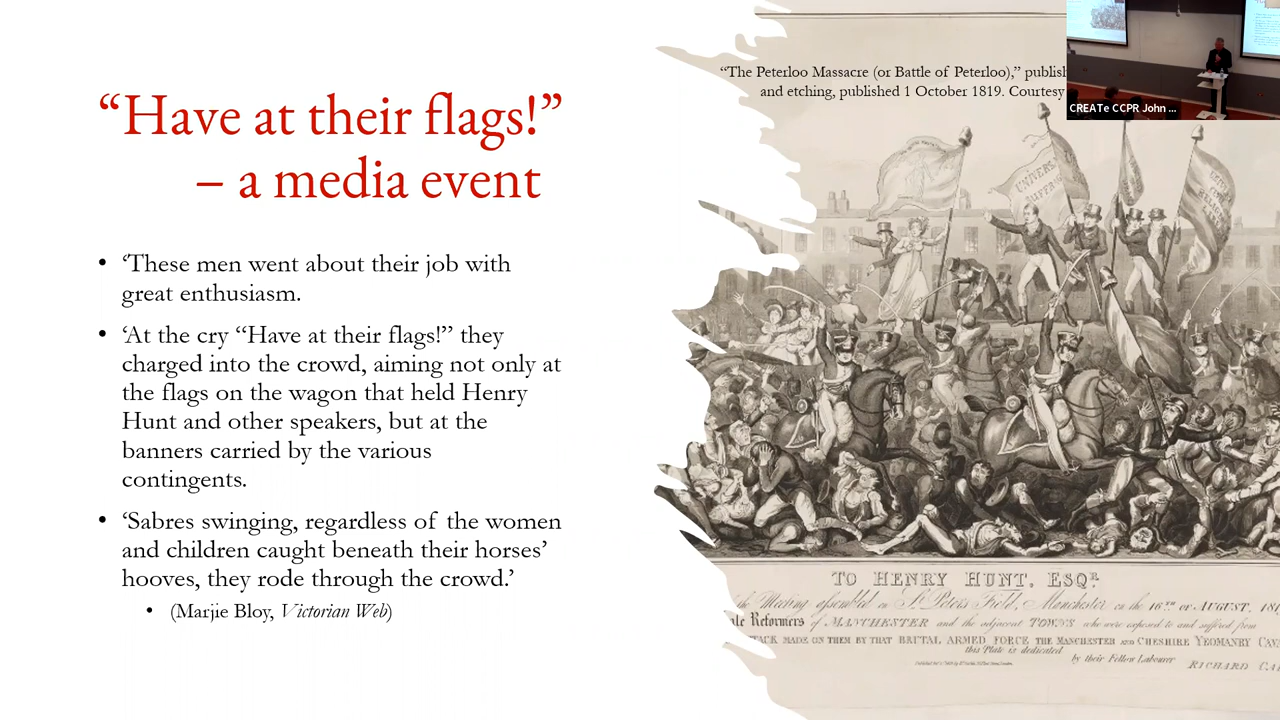 “Have at their flags!”
– a media event
• ‘These men went about their job with
great enthusiasm.
• ‘At the cry “Have at their flags!” they
charged into the crowd, aiming not only at
the flags on the wagon that held Henry
Hunt and other speakers, but at the
banners carried by the various
contingents.
• ‘Sabres swinging, regardless of the women
and children caught beneath their horses’
hooves, they rode through the crowd.’
• (Marjie Bloy, Victorian Web)
“The Peterloo Massacre (or Battle of Peterloo),” publish
and etching, published 1 October 1819. Courtesy
CREATe CCPR John ...
UNIVERSAL
SUFFRAGE
TO HENRY HUNT, ESQR.
the Meeting assembled on St. Peters Field, Manchester on the 16TH OF AUGUST, 181
ale Reformers of MANCHESTER and the adjacent TOWNS who were exposed to and suffered from
TACK MADE ON THEM BY THAT BRUTAL ARMED FORCE THE MANCHESTER AND CHESHIRE YEOMANRY CAV
this Plate is dedicated
by their Fellow Labourer
RICHARD CA